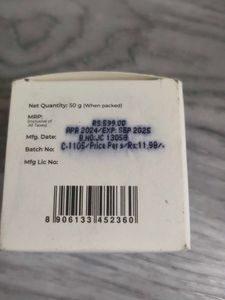 Net Quantity: 50 g (When packed)
MRP: RS:599.00
(Inclusive of
All Taxes)
Mfg. Date: APR 2024/EXP: SEP 2025
B.NO:JC 1305B
Batch No: C-1105/Price Per g/Rs:11.98/-
Mfg Lic No:
8 906133 452360